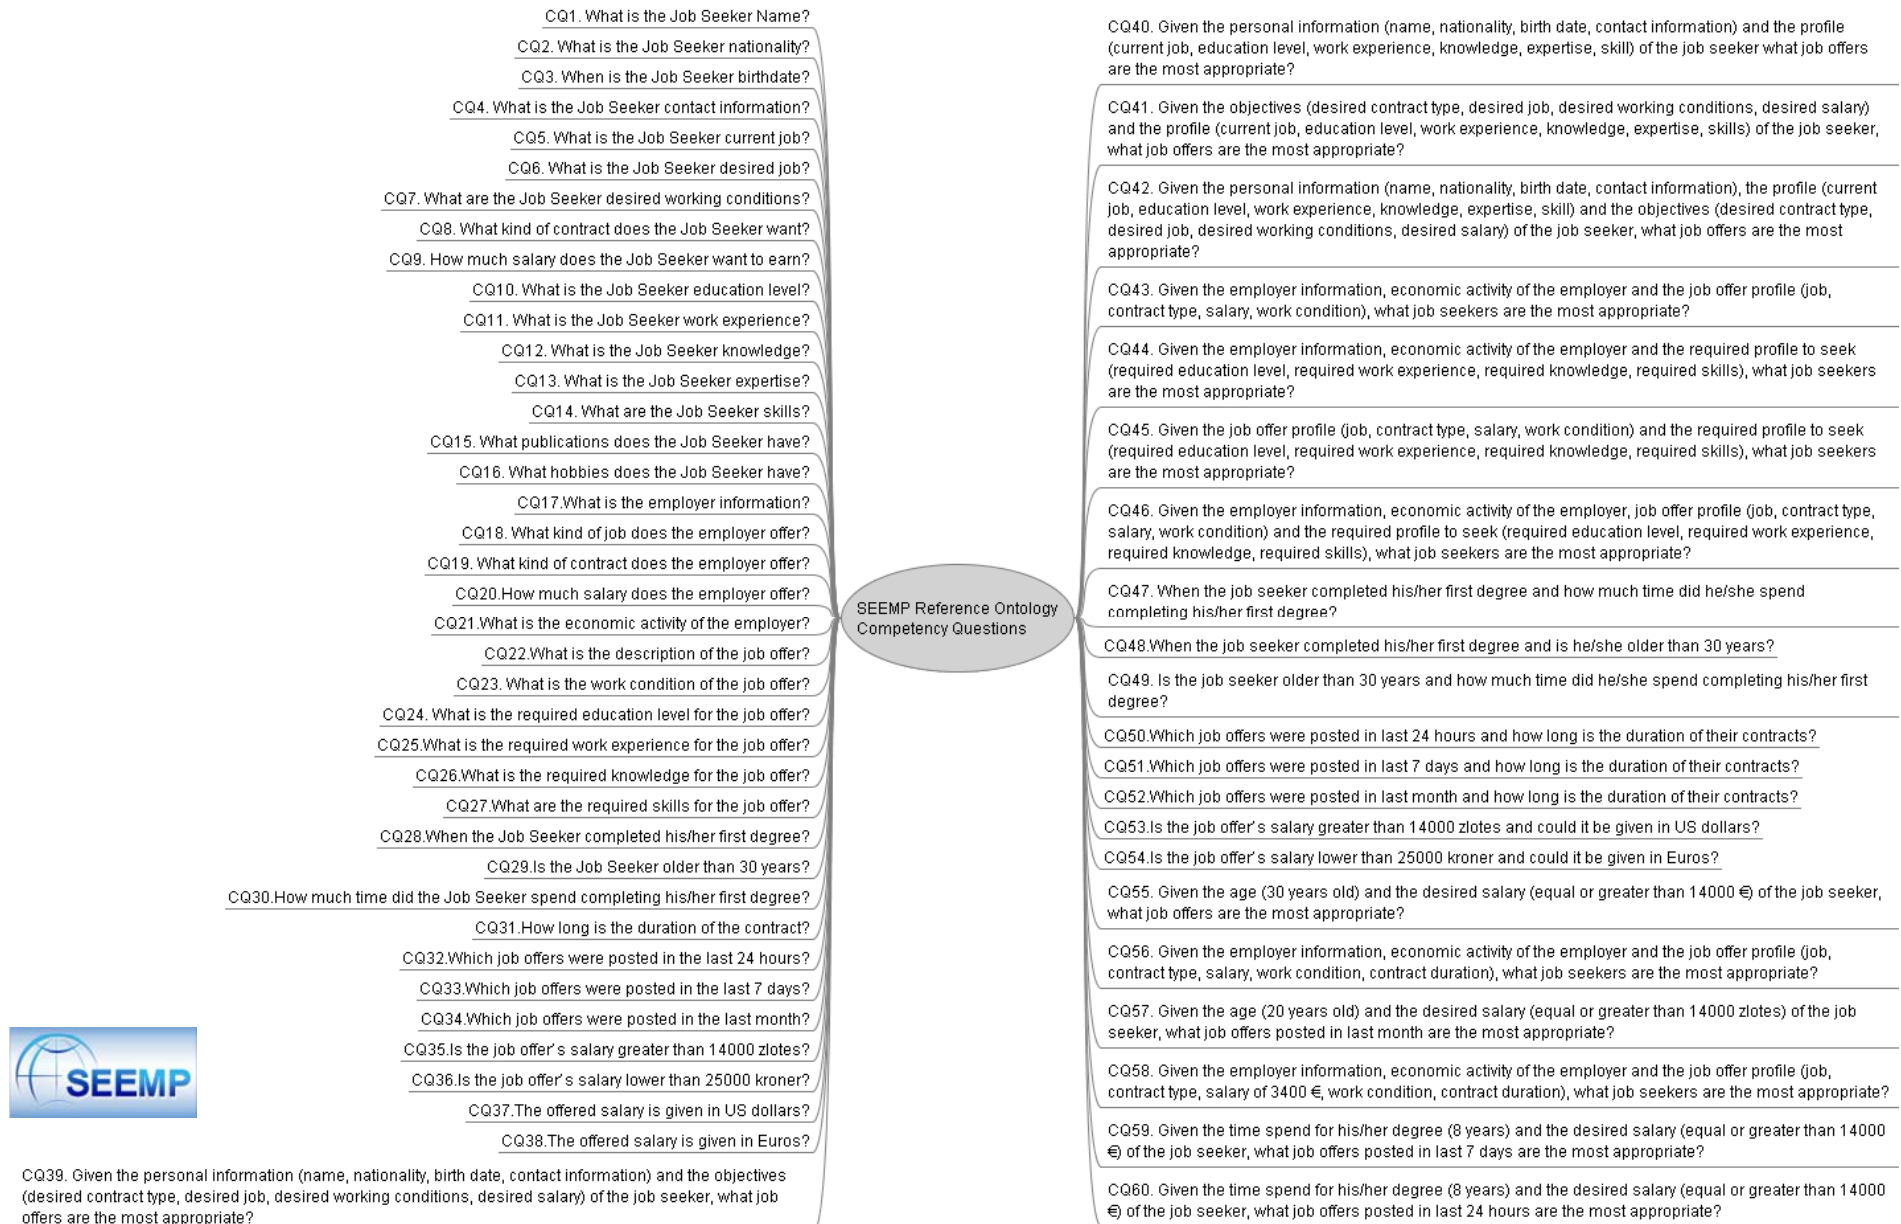 CQ1. What is the Job Seeker Name?
CQ2. What is the Job Seeker nationality?
CQ3. When is the Job Seeker birthdate?
CQ4. What is the Job Seeker contact information?
CQ5. What is the Job Seeker current job?
CQ6. What is the Job Seeker desired job?
CQ7. What are the Job Seeker desired working conditions?
CQ8. What kind of contract does the Job Seeker want?
CQ9. How much salary does the Job Seeker want to earn?
CQ10. What is the Job Seeker education level?
CQ11. What is the Job Seeker work experience?
CQ12. What is the Job Seeker knowledge?
CQ13. What is the Job Seeker expertise?
CQ14. What are the Job Seeker skills?
CQ15. What publications does the Job Seeker have?
CQ16. What hobbies does the Job Seeker have?
CQ17.What is the employer information?
CQ18. What kind of job does the employer offer?
CQ19. What kind of contract does the employer offer?
CQ20.How much salary does the employer offer?
CQ21.What is the economic activity of the employer?
CQ22.What is the description of the job offer?
CQ23. What is the work condition of the job offer?
CQ24. What is the required education level for the job offer?
CQ25.What is the required work experience for the job offer?
CQ26.What is the required knowledge for the job offer?
CQ27.What are the required skills for the job offer?
CQ28.When the Job Seeker completed his/her first degree?
CQ29.Is the Job Seeker older than 30 years?
CQ30.How much time did the Job Seeker spend completing his/her first degree?
CQ31.How long is the duration of the contract?
CQ32.Which job offers were posted in the last 24 hours?
CQ33.Which job offers were posted in the last 7 days?
CQ34.Which job offers were posted in the last month?
CQ35.Is the job offer's salary greater than 14000 zlotes?
CQ36.Is the job offer's salary lower than 25000 kroner?
CQ37.The offered salary is given in US dollars?
CQ38.The offered salary is given in Euros?
CQ39. Given the personal information (name, nationality, birth date, contact information) and the objectives
(desired contract type, desired job, desired working conditions, desired salary) of the job seeker, what job
offers are the most appropriate?
SEEMP
SEEMP Reference Ontology
Competency Questions
CQ40. Given the personal information (name, nationality, birth date, contact information) and the profile
(current job, education level, work experience, knowledge, expertise, skill) of the job seeker what job offers
are the most appropriate?
CQ41. Given the objectives (desired contract type, desired job, desired working conditions, desired salary)
and the profile (current job, education level, work experience, knowledge, expertise, skills) of the job seeker,
what job offers are the most appropriate?
CQ42. Given the personal information (name, nationality, birth date, contact information), the profile (current
job, education level, work experience, knowledge, expertise, skill) and the objectives (desired contract type,
desired job, desired working conditions, desired salary) of the job seeker, what job offers are the most
appropriate?
CQ43. Given the employer information, economic activity of the employer and the job offer profile (job,
contract type, salary, work condition), what job seekers are the most appropriate?
CQ44. Given the employer information, economic activity of the employer and the required profile to seek
(required education level, required work experience, required knowledge, required skills), what job seekers
are the most appropriate?
CQ45. Given the job offer profile (job, contract type, salary, work condition) and the required profile to seek
(required education level, required work experience, required knowledge, required skills), what job seekers
are the most appropriate?
CQ46. Given the employer information, economic activity of the employer, job offer profile (job, contract type,
salary, work condition) and the required profile to seek (required education level, required work experience,
required knowledge, required skills), what job seekers are the most appropriate?
CQ47. When the job seeker completed his/her first degree and how much time did he/she spend
completing his/her first degree?
CQ48.When the job seeker completed his/her first degree and is he/she older than 30 years?
CQ49. Is the job seeker older than 30 years and how much time did he/she spend completing his/her first
degree?
CQ50.Which job offers were posted in last 24 hours and how long is the duration of their contracts?
CQ51.Which job offers were posted in last 7 days and how long is the duration of their contracts?
CQ52.Which job offers were posted in last month and how long is the duration of their contracts?
CQ53.Is the job offer's salary greater than 14000 zlotes and could it be given in US dollars?
CQ54.Is the job offer's salary lower than 25000 kroner and could it be given in Euros?
CQ55. Given the age (30 years old) and the desired salary (equal or greater than 14000 €) of the job seeker,
what job offers are the most appropriate?
CQ56. Given the employer information, economic activity of the employer and the job offer profile (job,
contract type, salary, work condition, contract duration), what job seekers are the most appropriate?
CQ57. Given the age (20 years old) and the desired salary (equal or greater than 14000 zlotes) of the job
seeker, what job offers posted in last month are the most appropriate?
CQ58. Given the employer information, economic activity of the employer and the job offer profile (job,
contract type, salary of 3400 €, work condition, contract duration), what job seekers are the most appropriate?
CQ59. Given the time spend for his/her degree (8 years) and the desired salary (equal or greater than 14000
€) of the job seeker, what job offers posted in last 7 days are the most appropriate?
CQ60. Given the time spend for his/her degree (8 years) and the desired salary (equal or greater than 14000
€) of the job seeker, what job offers posted in last 24 hours are the most appropriate?